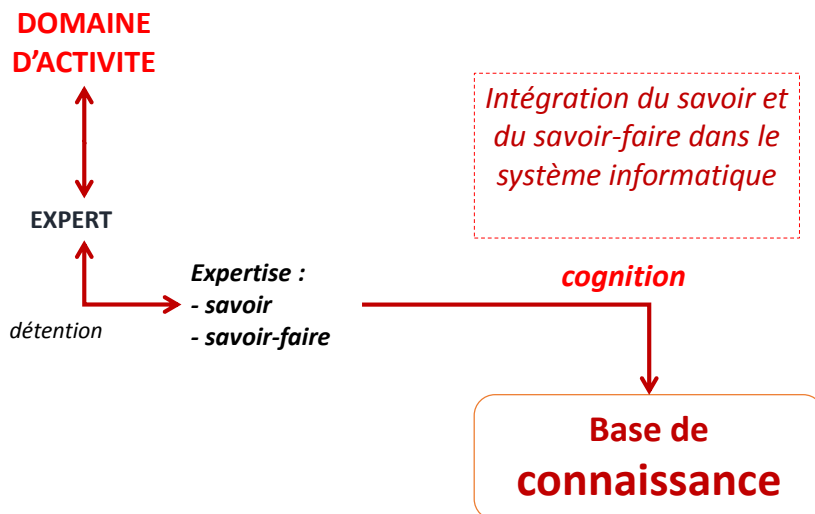 DOMAINE
D’ACTIVITE
Intégration du savoir et
du savoir-faire dans le
système informatique
EXPERT
Expertise :
- savoir
- savoir-faire
cognition
détention
Base de
connaissance